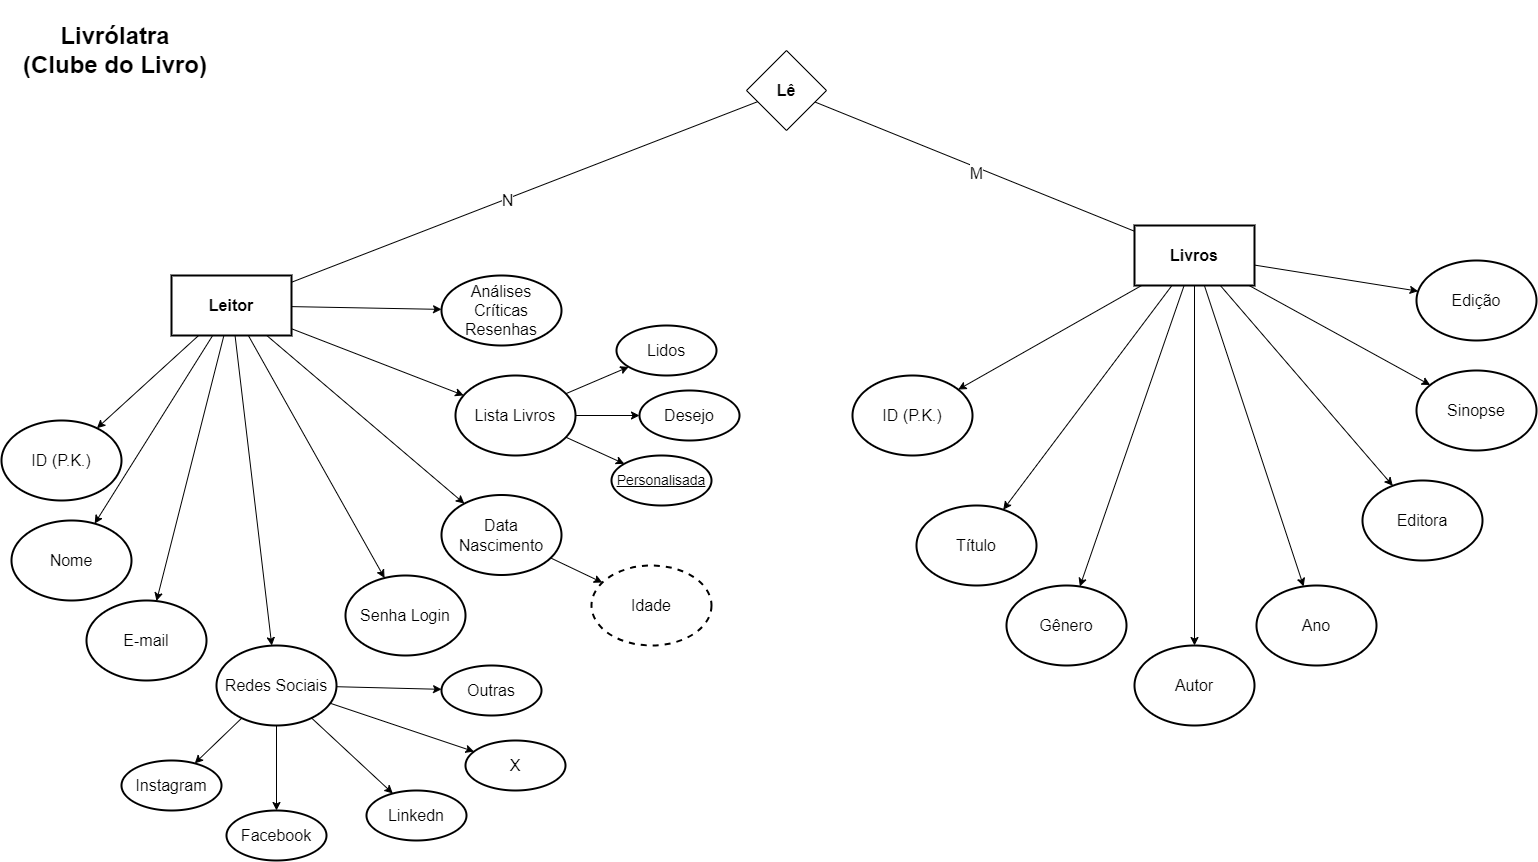 Livrólatra
(Clube do Livro)
Lê
N
M
Leitor
Livros
Análises
Críticas
Resenhas
Lista Livros
Lidos
Desejo
Personalisada
ID (P.K.)
Nome
E-mail
Redes Sociais
Senha Login
Data
Nascimento
Idade
Outras
X
Linkedn
Facebook
Instagram
Edição
Sinopse
Editora
Ano
Autor
Gênero
Título
ID (P.K.)